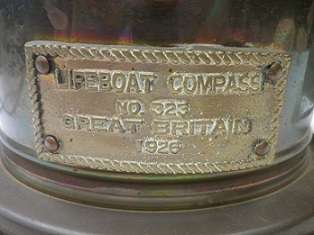 LIFEBOAT COMPASS
NO 323
GREAT BRITAIN
1926